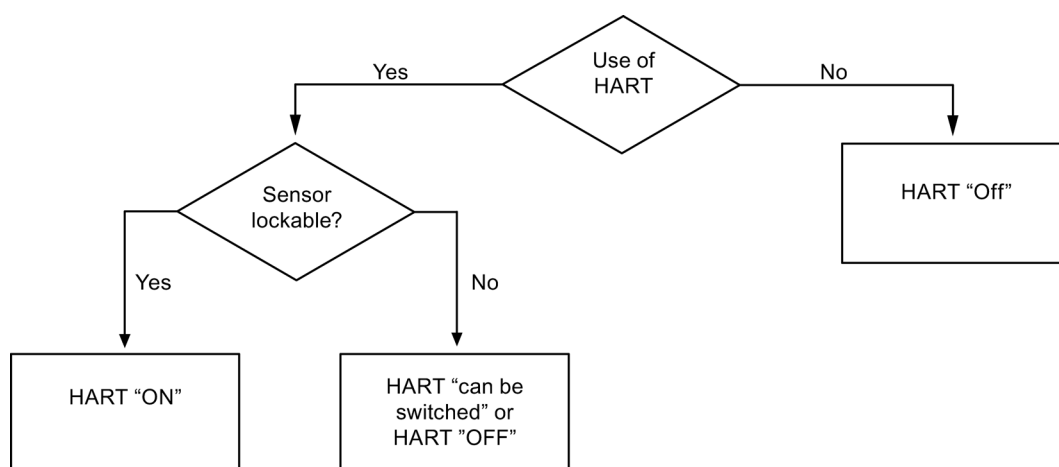 Use of
HART
Yes
No
Sensor
lockable?
HART “Off”
Yes
No
HART “ON”
HART “can be
switched” or
HART ”OFF”